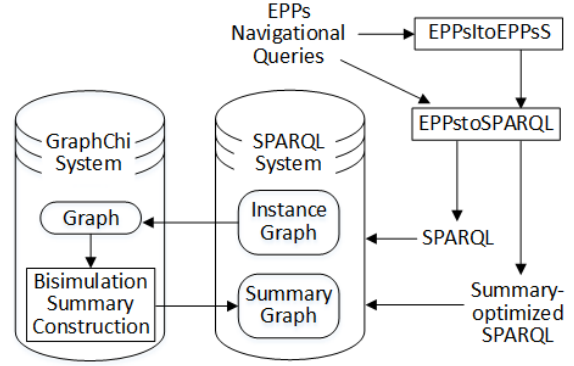 EPPs
Navigational
Queries
EPPsItoEPPsS
EPPstoSPARQL
GraphChi
System
SPARQL
System
Graph
Instance
Graph
SPARQL
Bisimulation
Summary
Construction
Summary
Graph
Summary-
optimized
SPARQL